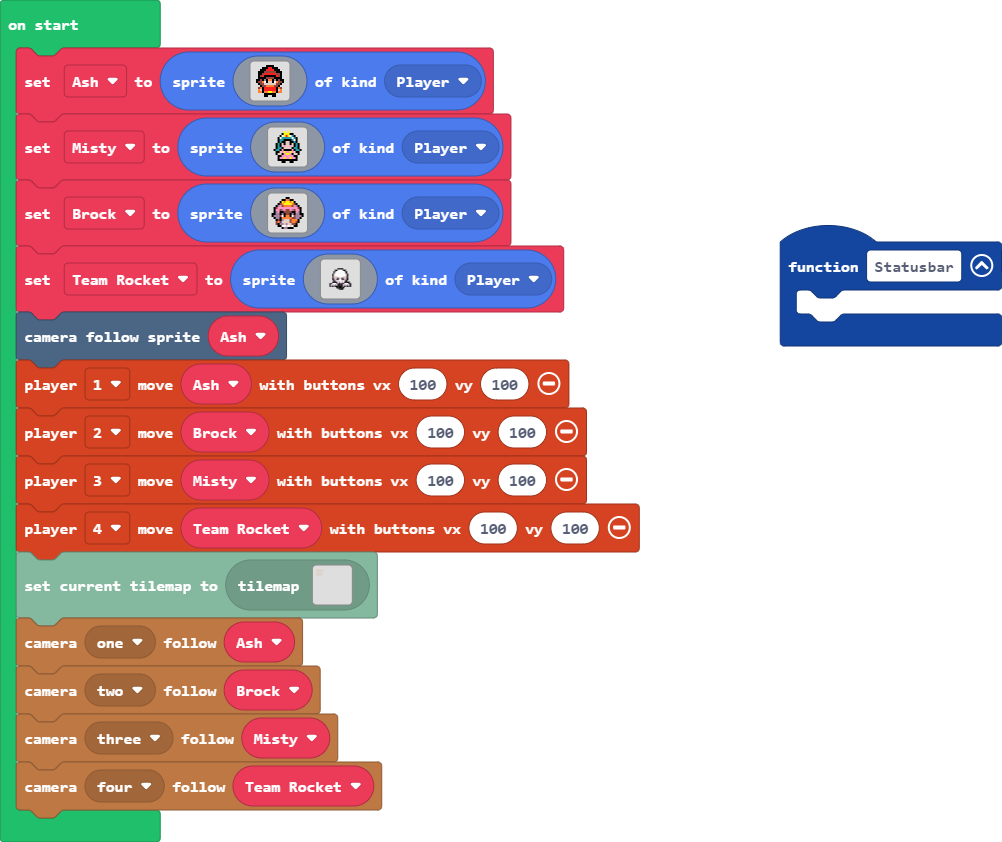 on start
set Ash to sprite of kind Player
set Misty to sprite of kind Player
set Brock to sprite of kind Player
set Team Rocket to sprite of kind Player
camera follow sprite Ash
player 1 move Ash with buttons vx 100 vy 100
player 2 move Brock with buttons vx 100 vy 100
player 3 move Misty with buttons vx 100 vy 100
player 4 move Team Rocket with buttons vx 100 vy 100
set current tilemap to tilemap
camera one follow Ash
camera two follow Brock
camera three follow Misty
camera four follow Team Rocket
function Statusbar